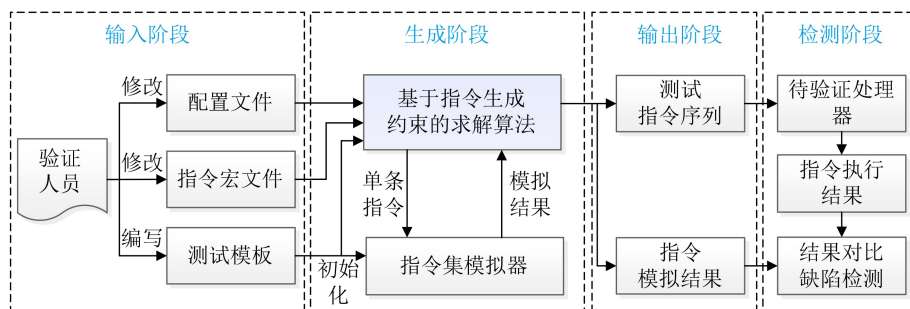 输入阶段
生成阶段
输出阶段
检测阶段
验证
人员
修改
配置文件
修改
指令宏文件
编写
测试模板
初始
化
基于指令生成
约束的求解算法
单条
指令
模拟
结果
指令集模拟器
测试
指令序列
指令
模拟结果
待验证处理
器
指令执行
结果
结果对比
缺陷检测